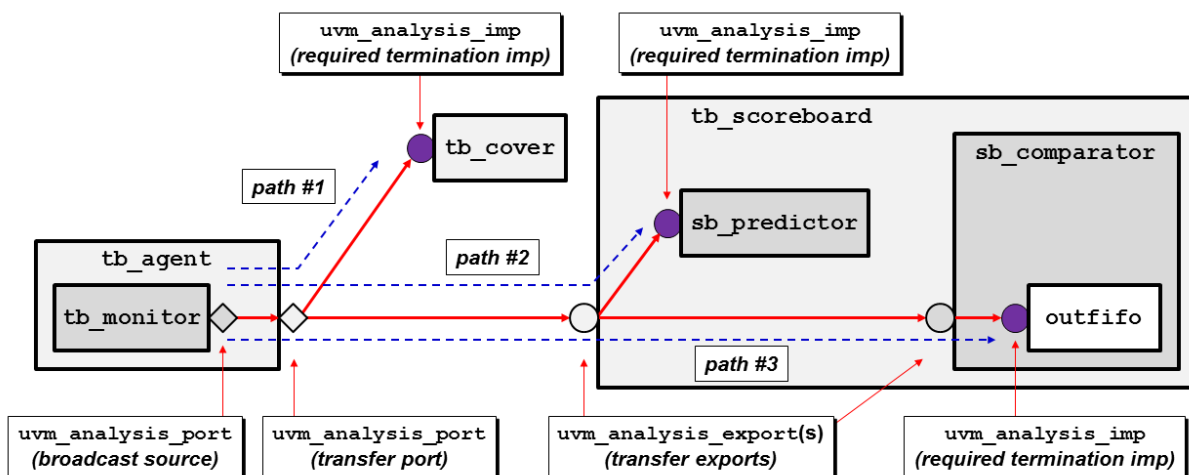 uvm_analysis_imp
(required termination imp)
uvm_analysis_imp
(required termination imp)
tb_scoreboard
tb_cover
sb_comparator
path #1
sb_predictor
tb_agent
path #2
tb_monitor
outfifo
path #3
uvm_analysis_port
(broadcast source)
uvm_analysis_port
(transfer port)
uvm_analysis_export(s)
(transfer exports)
uvm_analysis_imp
(required termination imp)